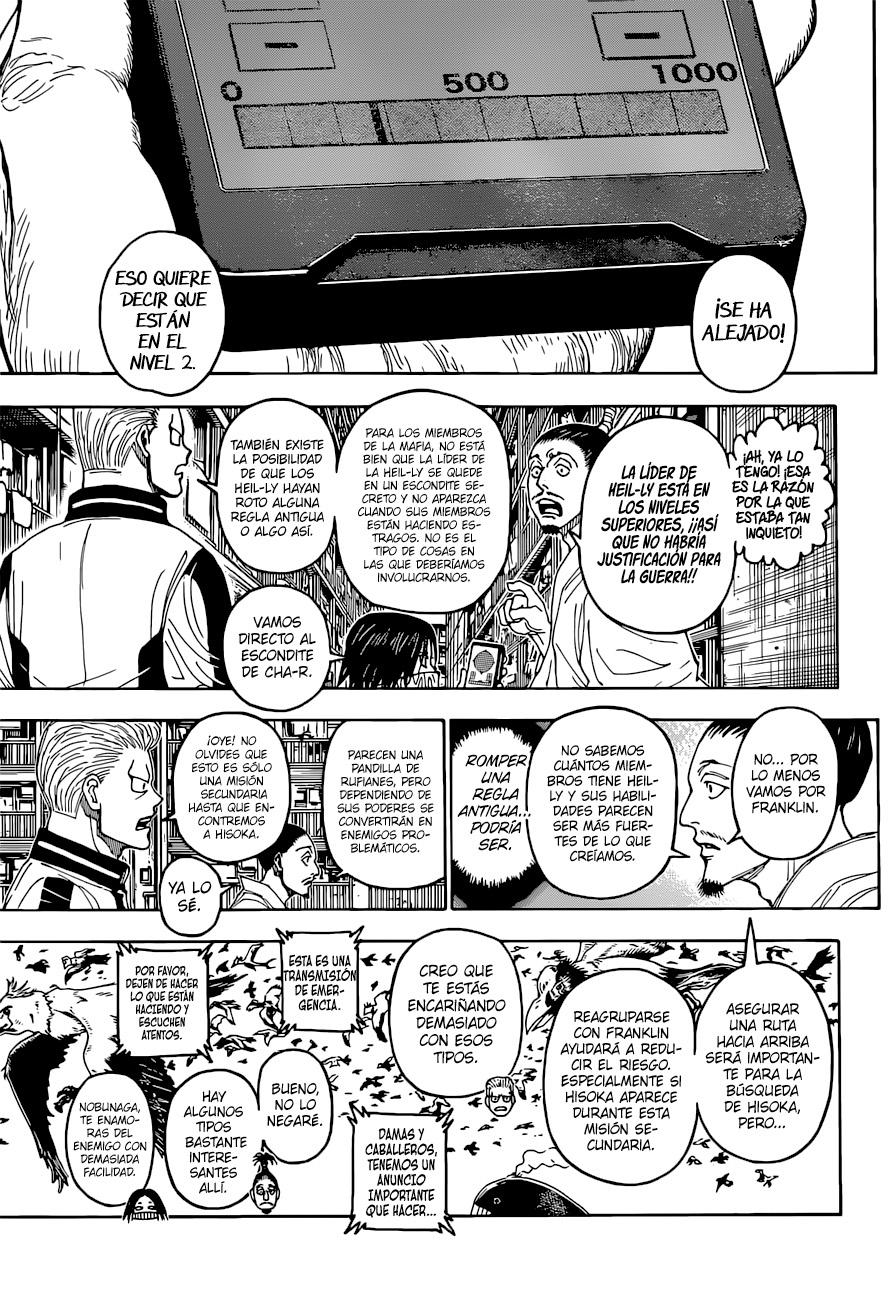 0
500
1000
¡SE HA
ALEJADO!
ESO QUIERE
DECIR QUE
ESTÁN
EN EL
NIVEL 2.
¡AH, YA LO
TENGO! ¡ESA
ES LA RAZÓN
POR LA QUE
ESTABA TAN
INQUIETO!
LA LÍDER DE
HEIL-LY ESTÁ EN
LOS NIVELES
SUPERIORES, ¡¡ASÍ
QUE NO HABRÍA
JUSTIFICACIÓN PARA
LA GUERRA!!
PARA LOS MIEMBROS
DE LA MAFIA, NO ESTÁ
BIEN QUE LA LÍDER DE
LA HEIL-LY SE QUEDE
EN UN ESCONDITE SE-
CRETO Y NO APAREZCA
CUANDO SUS MIEMBROS
ESTÁN HACIENDO ES-
TRAGOS. NO ES EL
TIPO DE COSAS EN
LAS QUE DEBERÍAMOS
INVOLUCRARNOS.
TAMBIÉN EXISTE
LA POSIBILIDAD
DE QUE LOS
HEIL-LY HAYAN
ROTO ALGUNA
REGLA ANTIGUA
O ALGO ASÍ.
VAMOS
DIRECTO AL
ESCONDITE
DE CHA-R.
NO... POR
LO MENOS
VAMOS POR
FRANKLIN.
NO SABEMOS
CUÁNTOS MIEM-
BROS TIENE HEIL-
LY Y SUS HABILI-
DADES PARECEN
SER MÁS FUER-
TES DE LO QUE
CREÍAMOS.
ROMPER
UNA
REGLA
ANTIGUA...
PODRÍA
SER.
PARECEN UNA
PANDILLA DE
RUFIANES, PERO
DEPENDIENDO DE
SUS PODERES SE
CONVERTIRÁN EN
ENEMIGOS PRO-
BLEMÁTICOS.
¡OYE! NO
OLVIDES QUE
ESTO ES SÓLO
UNA MISIÓN
SECUNDARIA
HASTA QUE EN-
CONTREMOS
A HISOKA.
YA LO
SÉ.
ASEGURAR
UNA RUTA
HACIA ARRIBA
SERÁ IMPORTAN-
TE PARA LA
BÚSQUEDA
DE HISOKA,
PERO...
REAGRUPARSE
CON FRANKLIN
AYUDARÁ A REDU-
CIR EL RIESGO.
ESPECIALMENTE SI
HISOKA APARECE
DURANTE ESTA
MISIÓN SE-
CUNDARIA.
CREO QUE
TE ESTÁS
ENCARIÑANDO
DEMASIADO
CON ESOS
TIPOS.
ESTA ES UNA
TRANSMISIÓN
DE EMER-
GENCIA.
POR FAVOR,
DEJEN DE HACER
LO QUE ESTÁN
HACIENDO Y
ESCUCHEN
ATENTOS.
DAMAS Y
CABALLEROS,
TENEMOS UN
ANUNCIO
IMPORTANTE
QUE HACER...
BUENO,
NO LO
NEGARÉ.
HAY
ALGUNOS
TIPOS
BASTANTE
INTERE-
SANTES
ALLÍ.
NOBUNAGA,
TE ENAMO-
RAS DEL
ENEMIGO CON
DEMASIADA
FACILIDAD.